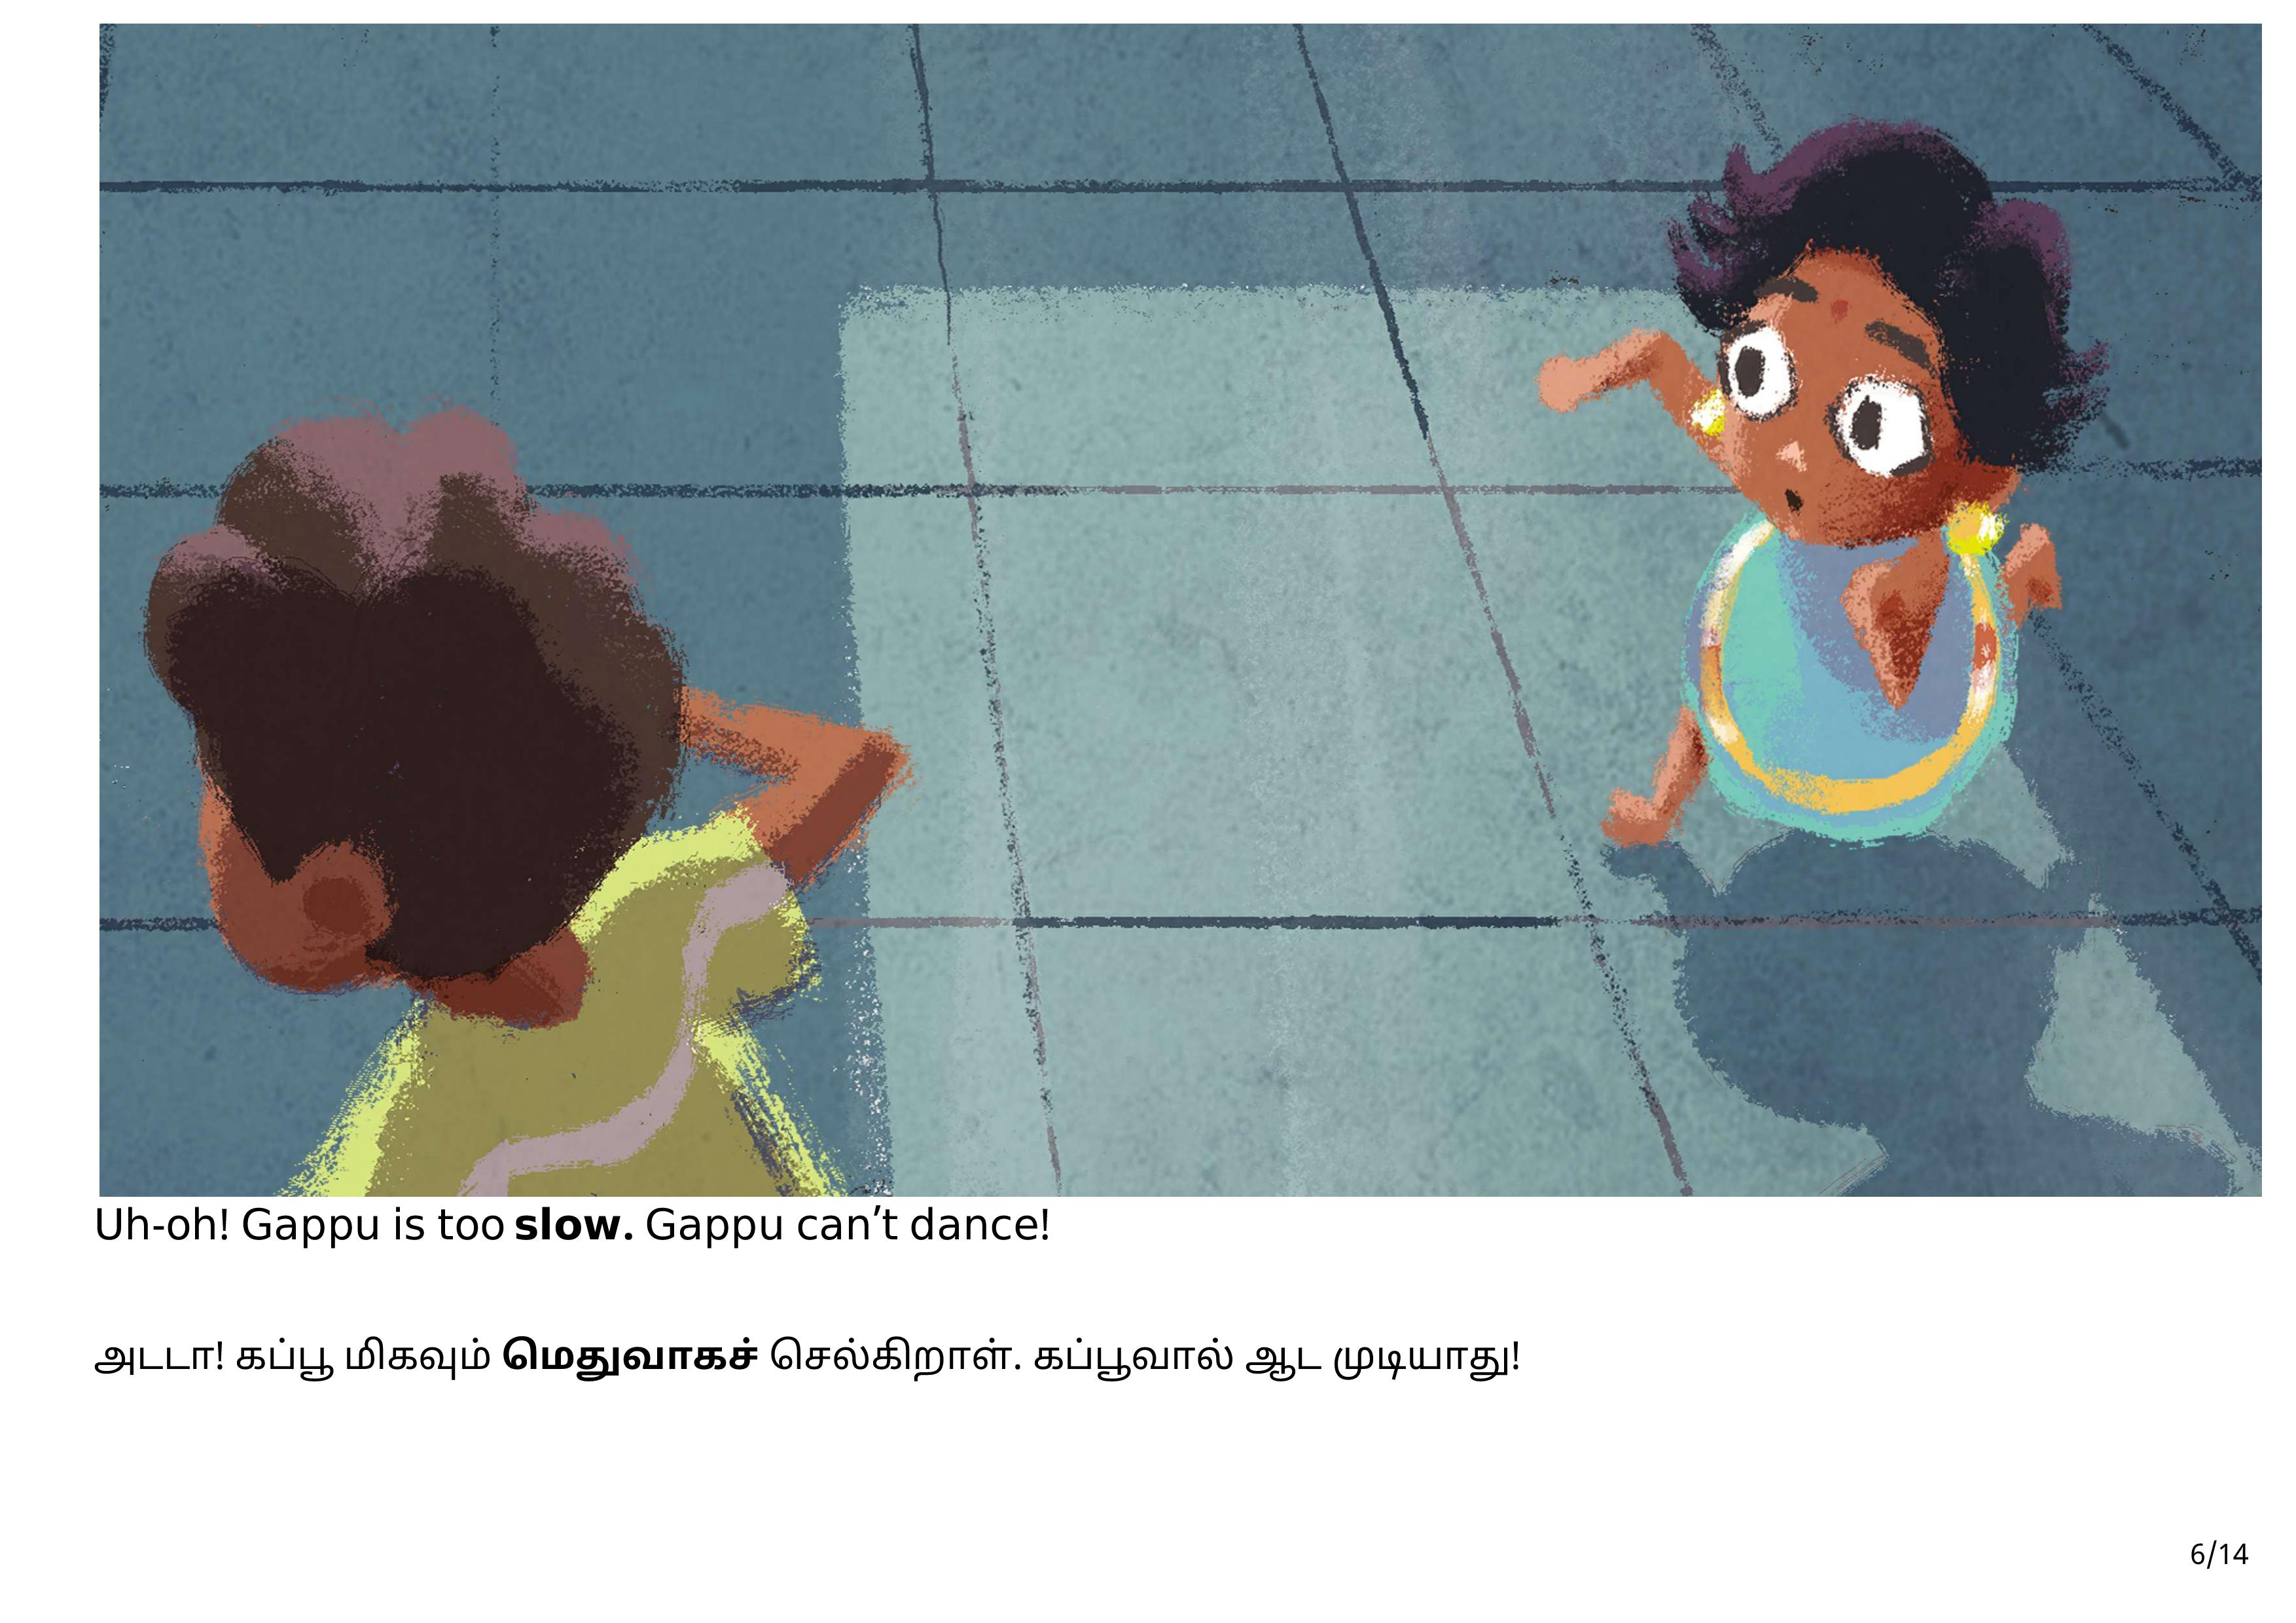 Uh-oh! Gappu is too slow. Gappu can’t dance!
அடடா! கப்பூ மிகவும் மெதுவாகச் செல்கிறாள். கப்பூவால் ஆட முடியாது!
6/14